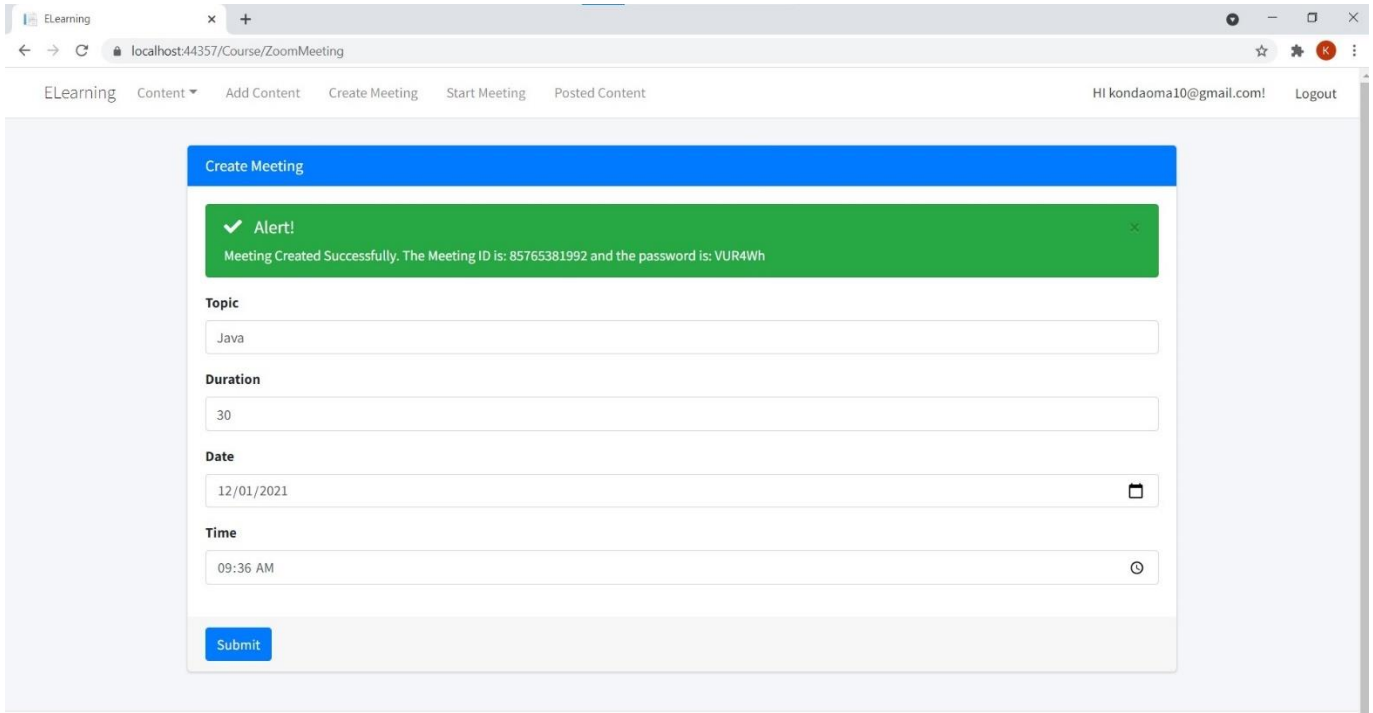 ELearning
localhost:44357/Course/ZoomMeeting
K
ELearning Content Add Content Create Meeting Start Meeting Posted Content HI kondaoma10@gmail.com! Logout
Create Meeting
Alert!
Meeting Created Successfully. The Meeting ID is: 85765381992 and the password is: VUR4Wh
Topic
Java
Duration
30
Date
12/01/2021
Time
09:36 AM
Submit